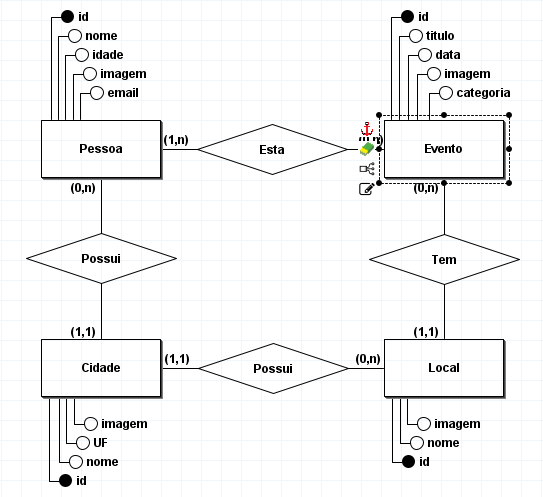 id
nome
idade
imagem
email
id
titulo
data
imagem
categoria
Pessoa
(1,n)
Esta
Evento
(0,n)
(0,n)
Possui
Tem
(1,1)
(1,1)
Cidade
(1,1)
Possui
(0,n)
Local
imagem
UF
nome
id
imagem
nome
id